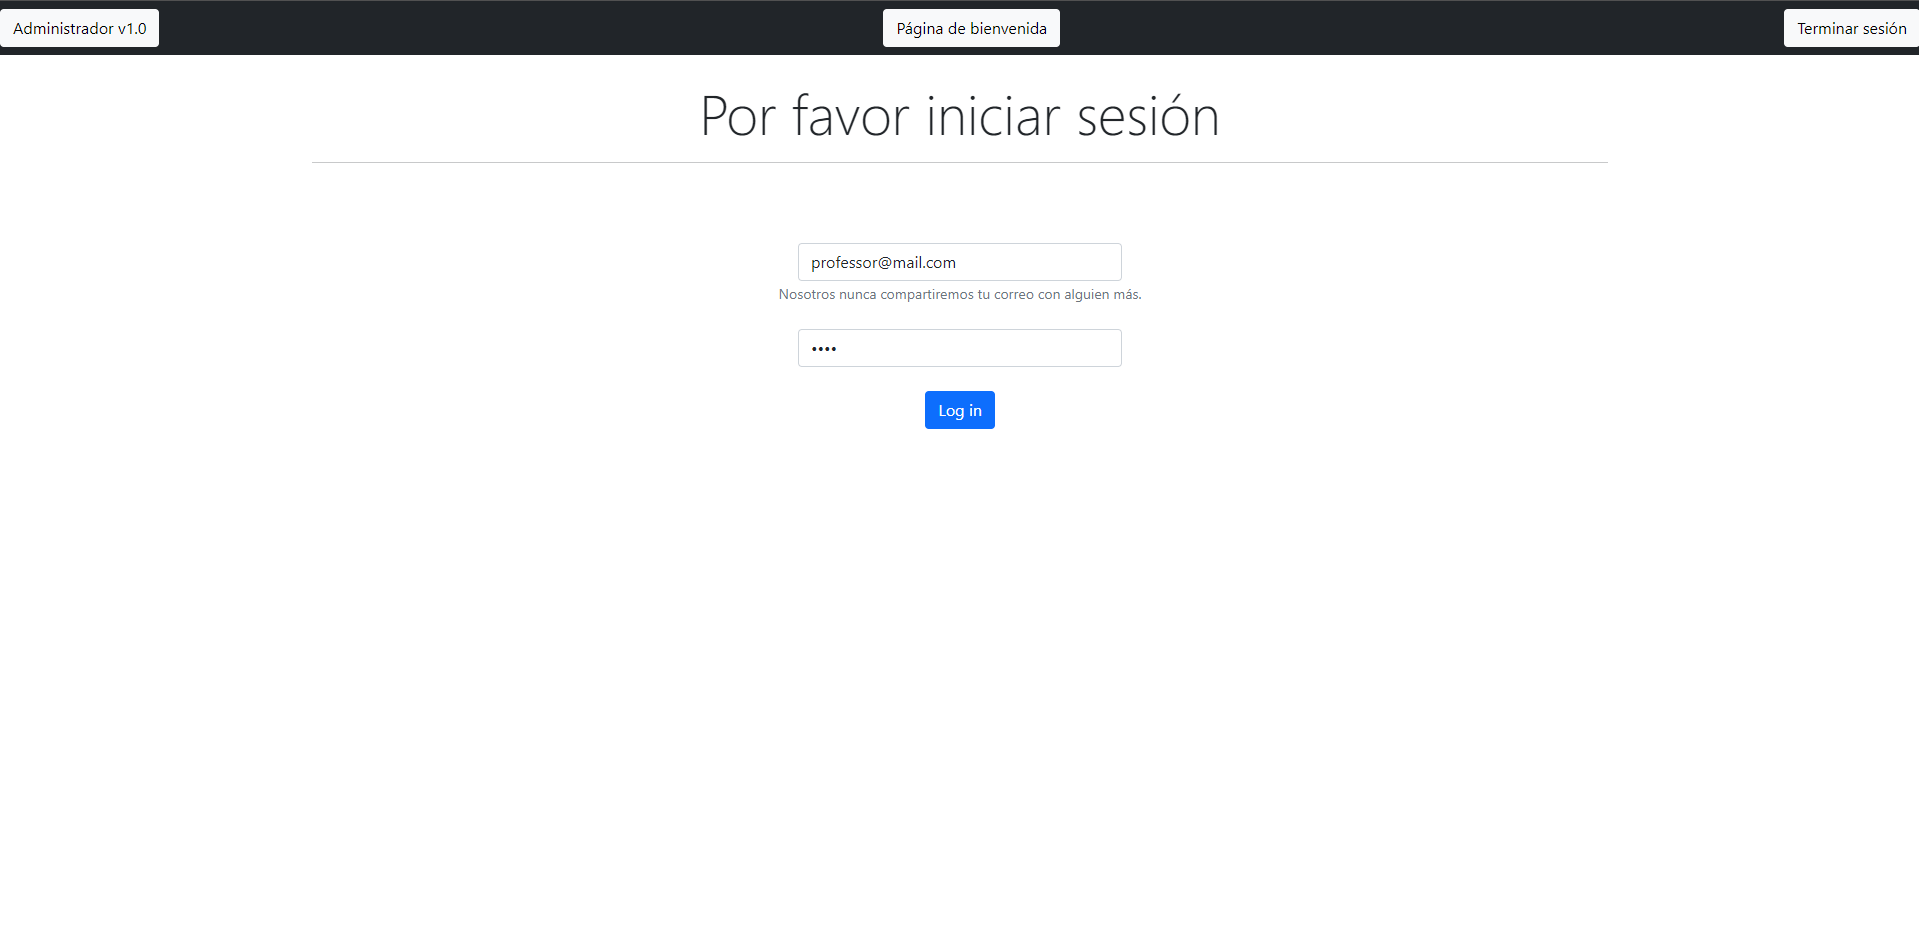 Administrador v1.0
Página de bienvenida
Terminar sesión
Por favor iniciar sesión
professor@mail.com
Nosotros nunca compartiremos tu correo con alguien más.
••••
Log in